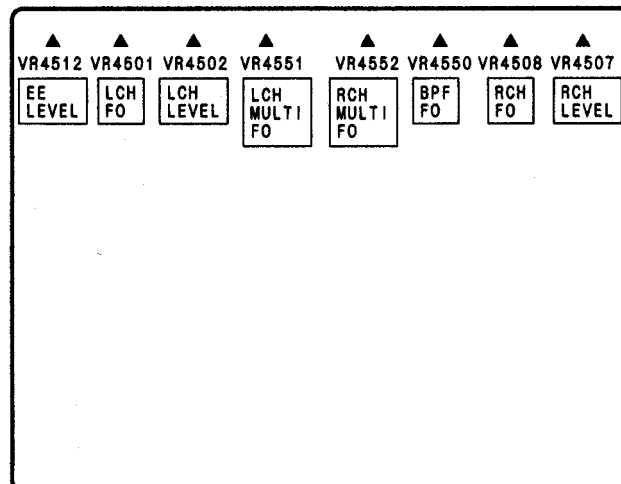 VR4512 VR4501 VR4502 VR4551 VR4552 VR4550 VR4508 VR4507
EE
LEVEL
LCH
FO
LCH
LEVEL
LCH
MULTI
FO
RCH
MULTI
FO
BPF
FO
RCH
FO
RCH
LEVEL